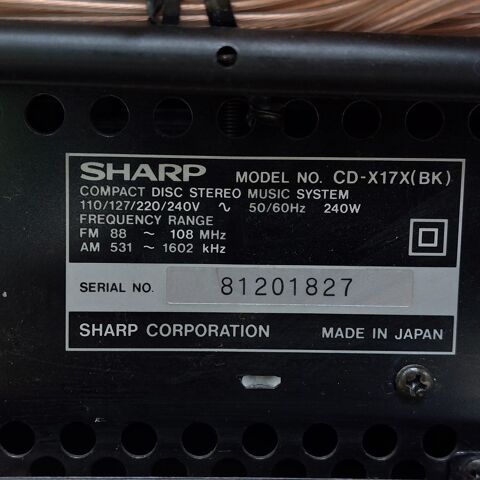 SHARP MODEL NO. CD-X17X(BK)
COMPACT DISC STEREO MUSIC SYSTEM
110/127/220/240V ∿ 50/60Hz 240W
FREQUENCY RANGE
FM 88 ~ 108 MHz
AM 531 ~ 1602 kHz
SERIAL NO. 81201827
SHARP CORPORATION MADE IN JAPAN